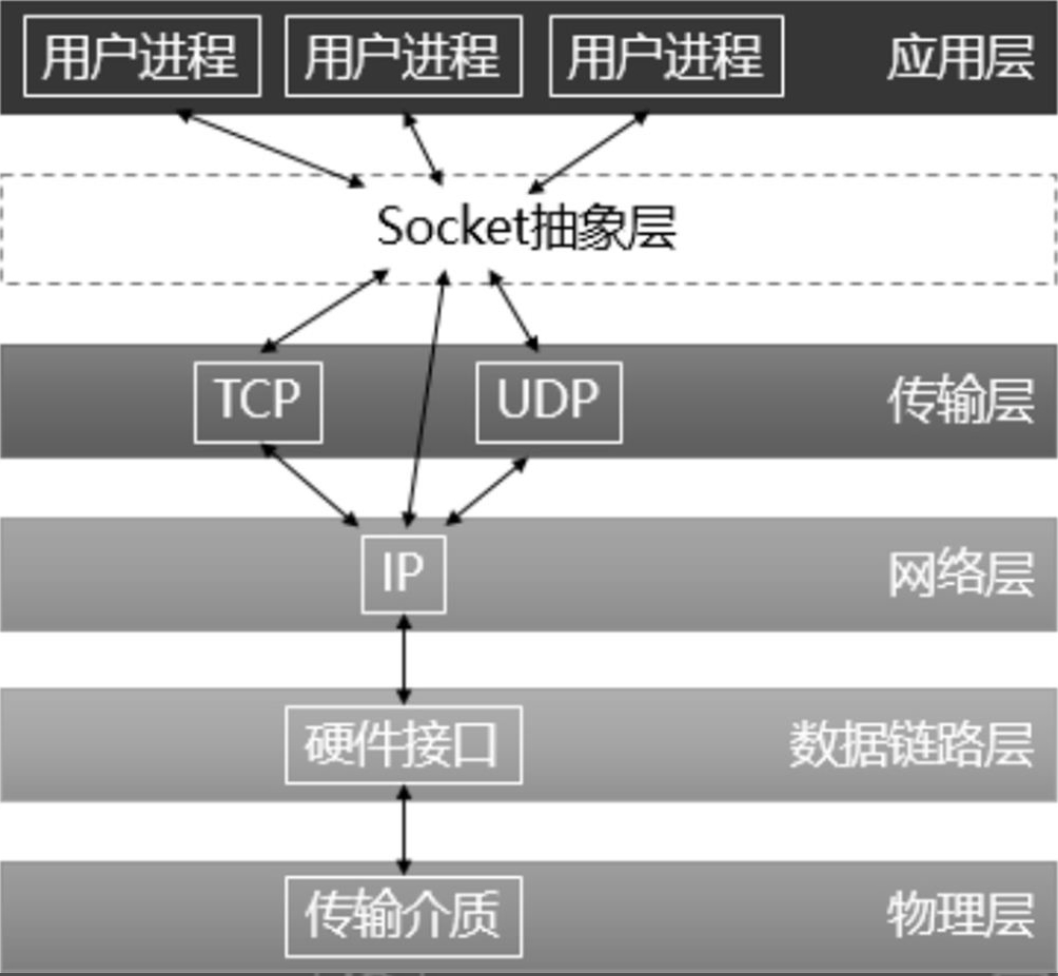 用户进程 用户进程 用户进程 应用层
Socket抽象层
TCP UDP 传输层
IP 网络层
硬件接口 数据链路层
传输介质 物理层